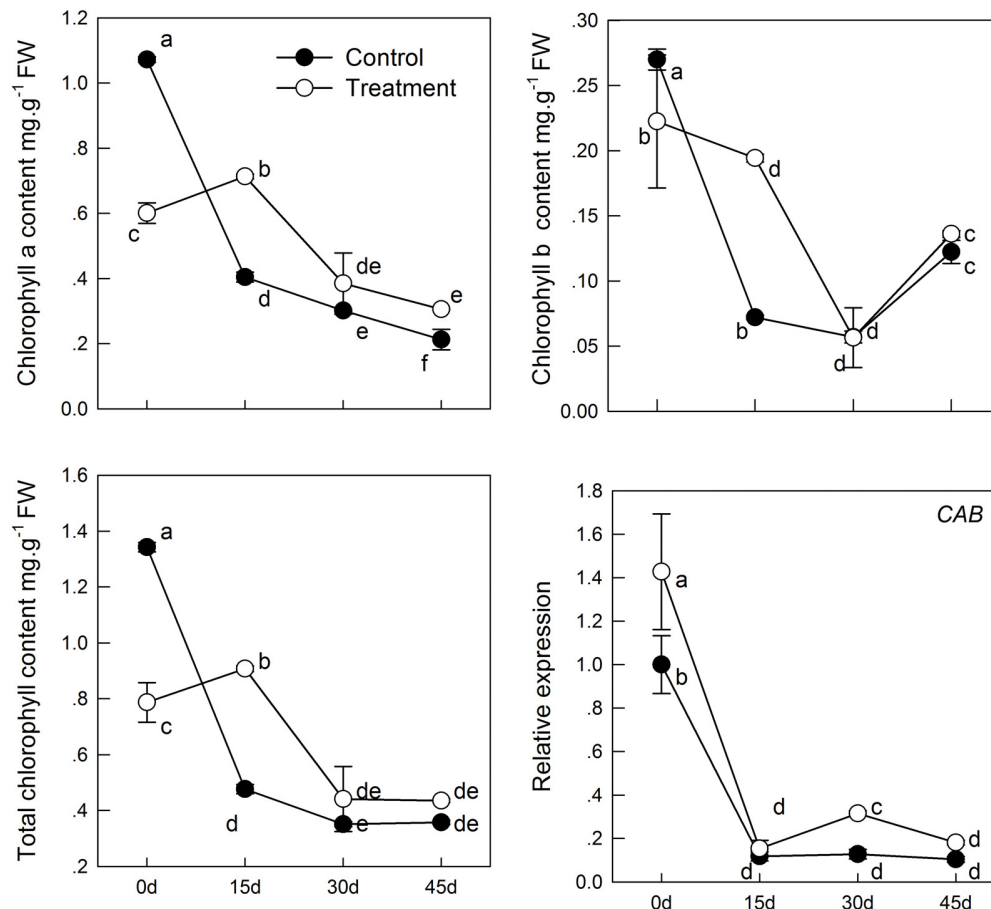 Chlorophyll a content mg.g⁻¹ FW
1.2
1.0
.8
.6
.4
.2
0.0
Control
Treatment
a
b
c
d
de
e
e
f
Chlorophyll b content mg.g⁻¹ FW
.30
.25
.20
.15
.10
.05
0.00
a
b
d
b
d
d
c
c
Total chlorophyll content mg.g⁻¹ FW
1.6
1.4
1.2
1.0
.8
.6
.4
.2
a
b
c
d
de
e
de
de
0d
15d
30d
45d
Relative expression
1.8
1.6
1.4
1.2
1.0
.8
.6
.4
.2
0.0
CAB
a
b
d
c
d
d
d
d
0d
15d
30d
45d